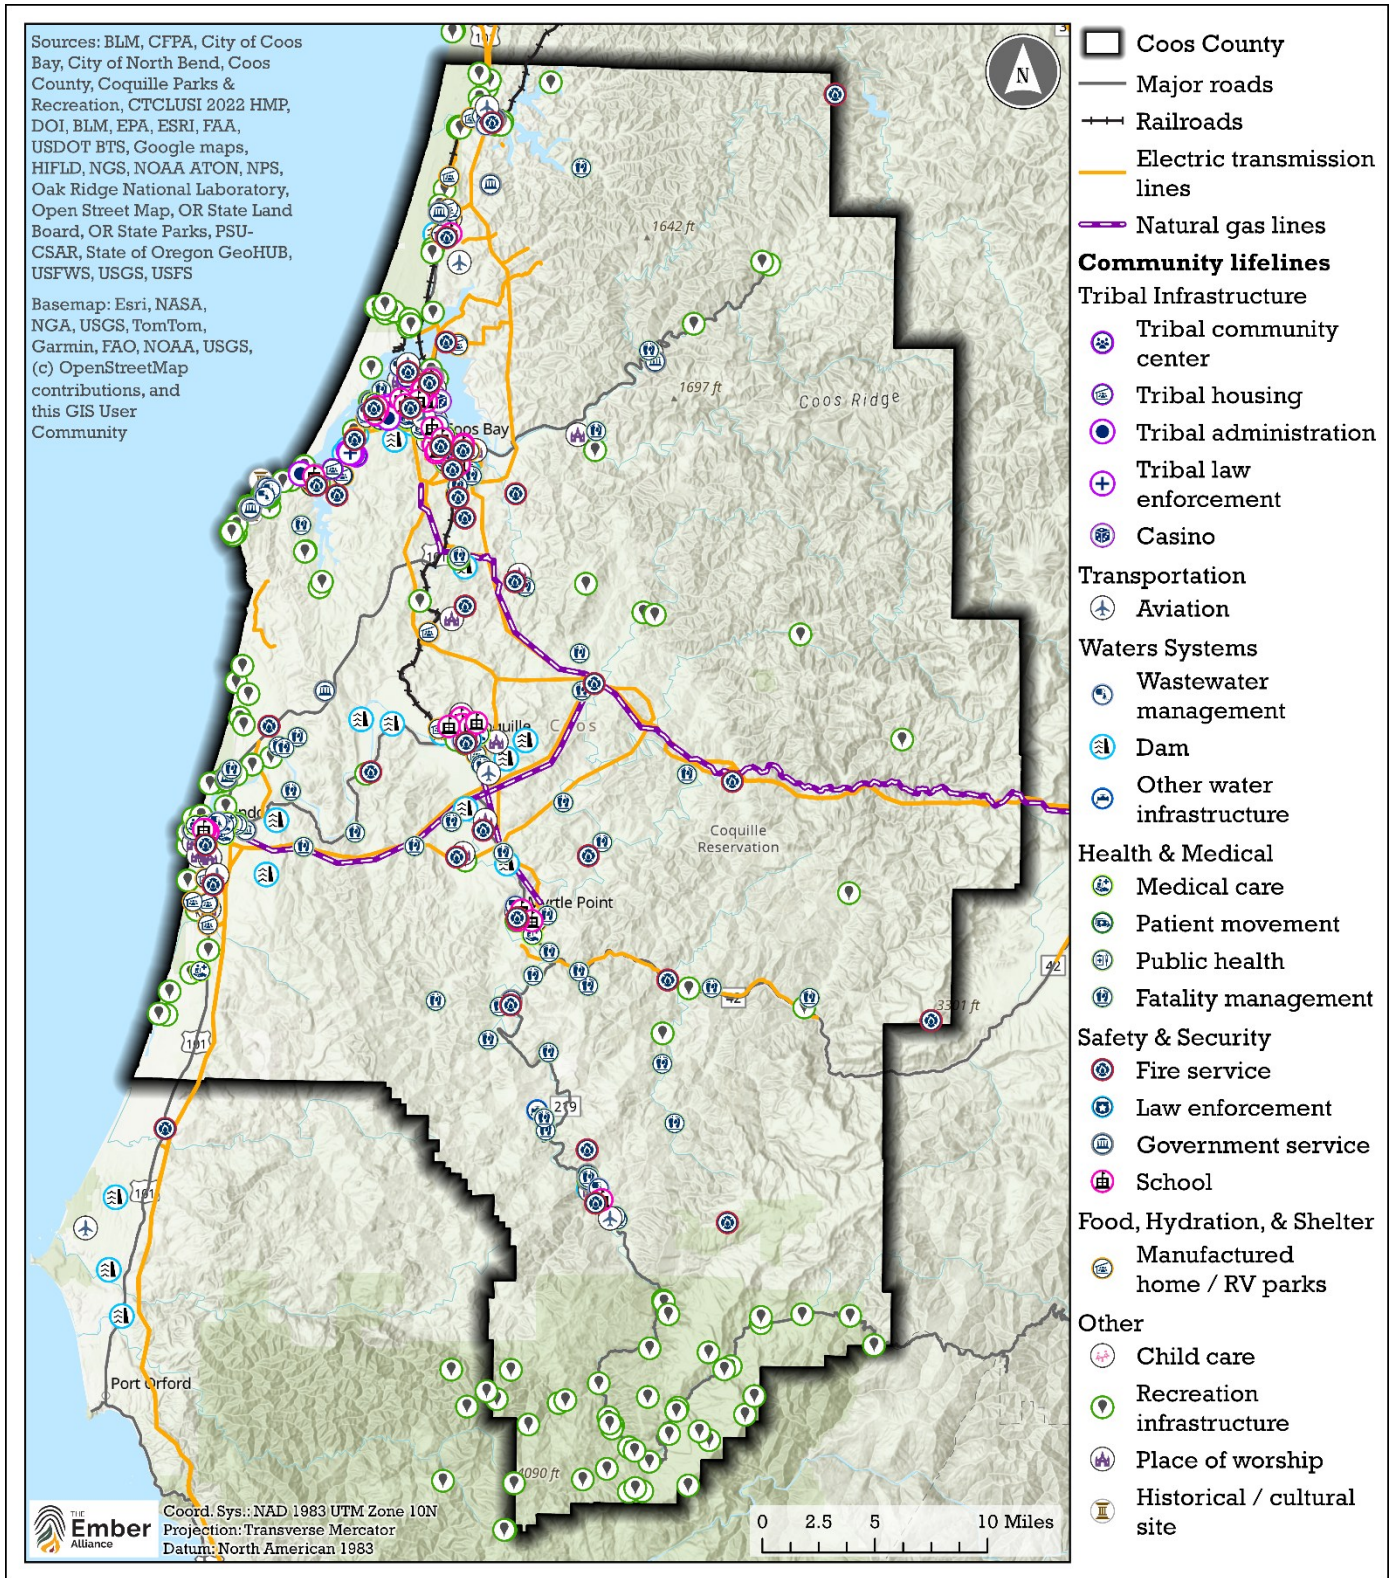 Sources: BLM, CFPA, City of Coos
Bay, City of North Bend, Coos
County, Coquille Parks &
Recreation, CTCLUSI 2022 HMP,
DOI, BLM, EPA, ESRI, FAA,
USDOT BTS, Google maps,
HIFLD, NGS, NOAA ATON, NPS,
Oak Ridge National Laboratory,
Open Street Map, OR State Land
Board, OR State Parks, PSU-
CSAR, State of Oregon GeoHUB,
USFWS, USGS, USFS
Basemap: Esri, NASA,
NGA, USGS, TomTom,
Garmin, FAO, NOAA, USGS,
(c) OpenStreetMap
contributions, and
this GIS User
Community
N
1642 ft
1697 ft
Coos Ridge
Coos Bay
Coos
Coquille
Reservation
42
42
3301 ft
101
219
101
Port Orford
4090 ft
THE
Ember
Alliance
Coord. Sys.: NAD 1983 UTM Zone 10N
Projection: Transverse Mercator
Datum: North American 1983
0 2.5 5 10 Miles
Coos County
Major roads
Railroads
Electric transmission
lines
Natural gas lines
Community lifelines
Tribal Infrastructure
Tribal community
center
Tribal housing
Tribal administration
Tribal law
enforcement
Casino
Transportation
Aviation
Waters Systems
Wastewater
management
Dam
Other water
infrastructure
Health & Medical
Medical care
Patient movement
Public health
Fatality management
Safety & Security
Fire service
Law enforcement
Government service
School
Food, Hydration, & Shelter
Manufactured
home / RV parks
Other
Child care
Recreation
infrastructure
Place of worship
Historical / cultural
site